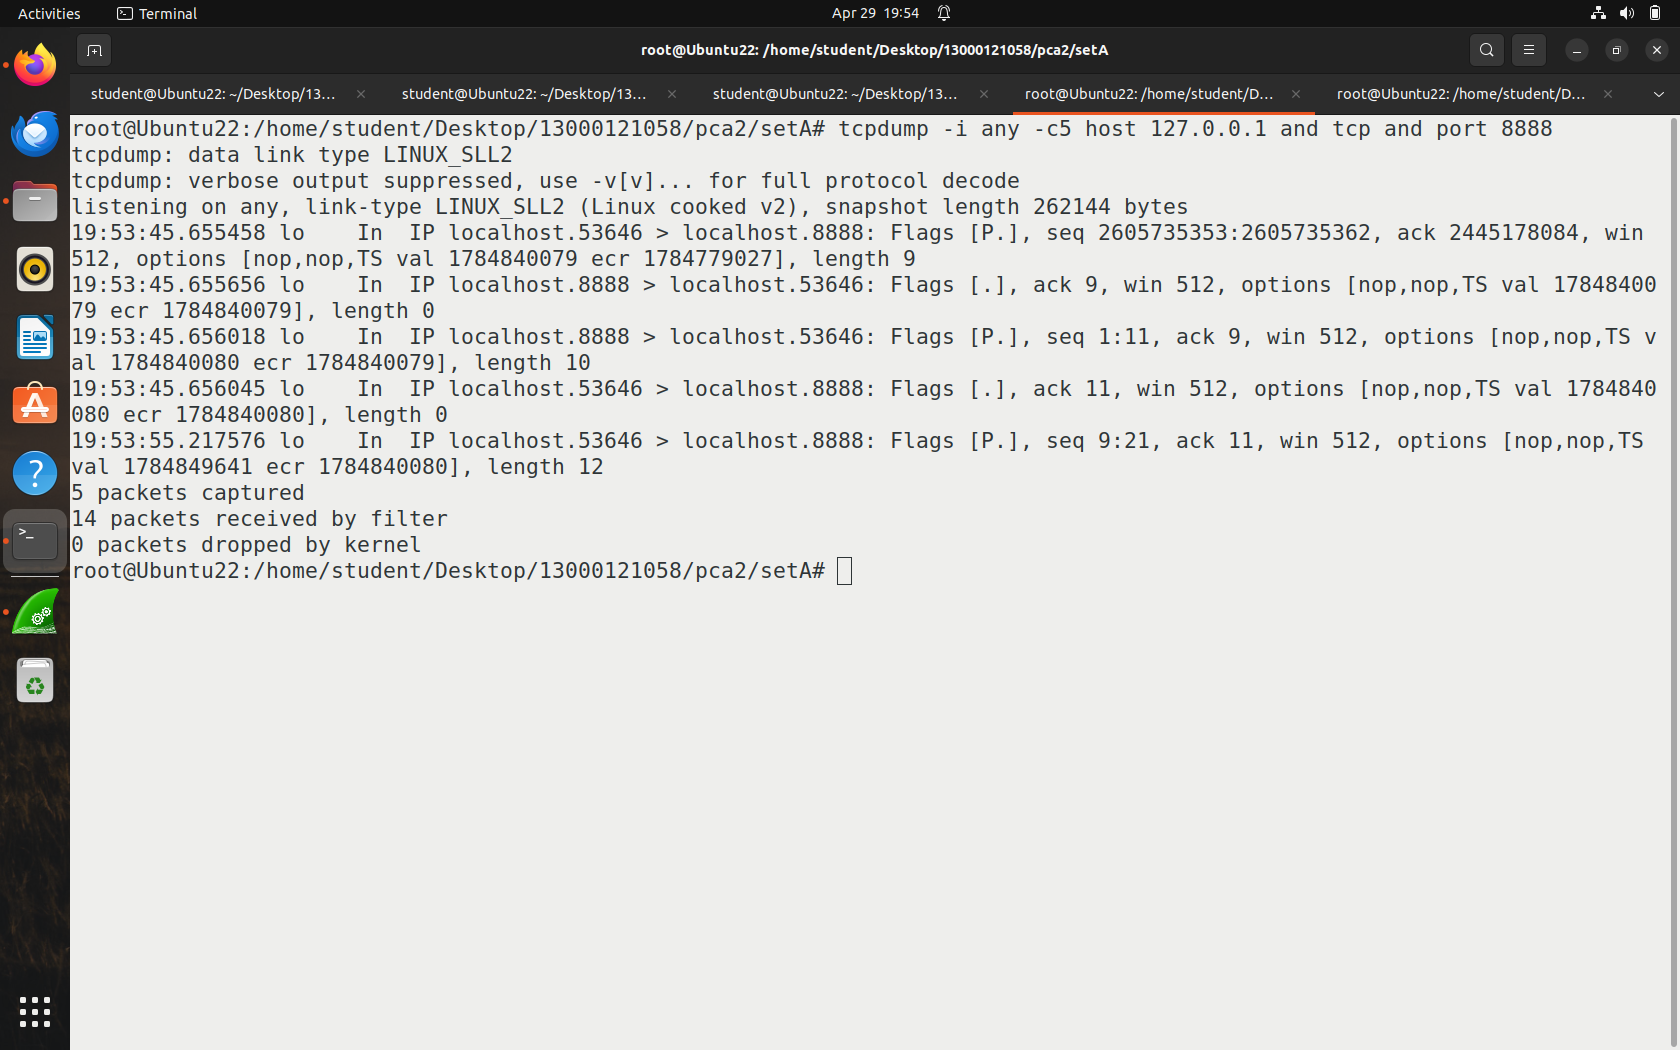 Activities
Terminal
Apr 29 19:54
root@Ubuntu22: /home/student/Desktop/13000121058/pca2/setA
student@Ubuntu22: ~/Desktop/13...
student@Ubuntu22: ~/Desktop/13...
student@Ubuntu22: ~/Desktop/13...
root@Ubuntu22: /home/student/D...
root@Ubuntu22: /home/student/D...
root@Ubuntu22:/home/student/Desktop/13000121058/pca2/setA# tcpdump -i any -c5 host 127.0.0.1 and tcp and port 8888
tcpdump: data link type LINUX_SLL2
tcpdump: verbose output suppressed, use -v[v]... for full protocol decode
listening on any, link-type LINUX_SLL2 (Linux cooked v2), snapshot length 262144 bytes
19:53:45.655458 lo    In  IP localhost.53646 > localhost.8888: Flags [P.], seq 2605735353:2605735362, ack 2445178084, win
512, options [nop,nop,TS val 1784840079 ecr 1784779027], length 9
19:53:45.655656 lo    In  IP localhost.8888 > localhost.53646: Flags [.], ack 9, win 512, options [nop,nop,TS val 17848400
79 ecr 1784840079], length 0
19:53:45.656018 lo    In  IP localhost.8888 > localhost.53646: Flags [P.], seq 1:11, ack 9, win 512, options [nop,nop,TS v
al 1784840080 ecr 1784840079], length 10
19:53:45.656045 lo    In  IP localhost.53646 > localhost.8888: Flags [.], ack 11, win 512, options [nop,nop,TS val 1784840
080 ecr 1784840080], length 0
19:53:55.217576 lo    In  IP localhost.53646 > localhost.8888: Flags [P.], seq 9:21, ack 11, win 512, options [nop,nop,TS
val 1784849641 ecr 1784840080], length 12
5 packets captured
14 packets received by filter
0 packets dropped by kernel
root@Ubuntu22:/home/student/Desktop/13000121058/pca2/setA#